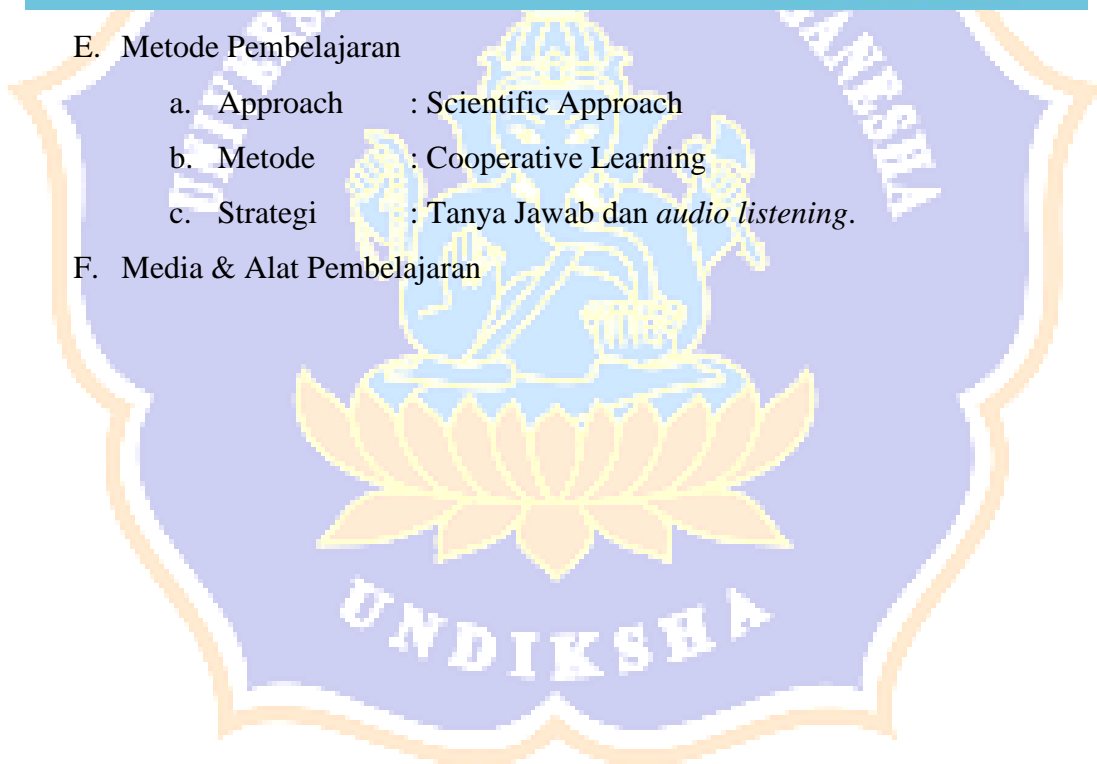 E. Metode Pembelajaran
a. Approach : Scientific Approach
b. Metode : Cooperative Learning
c. Strategi : Tanya Jawab dan audio listening.
F. Media & Alat Pembelajaran
UNDIKSHA